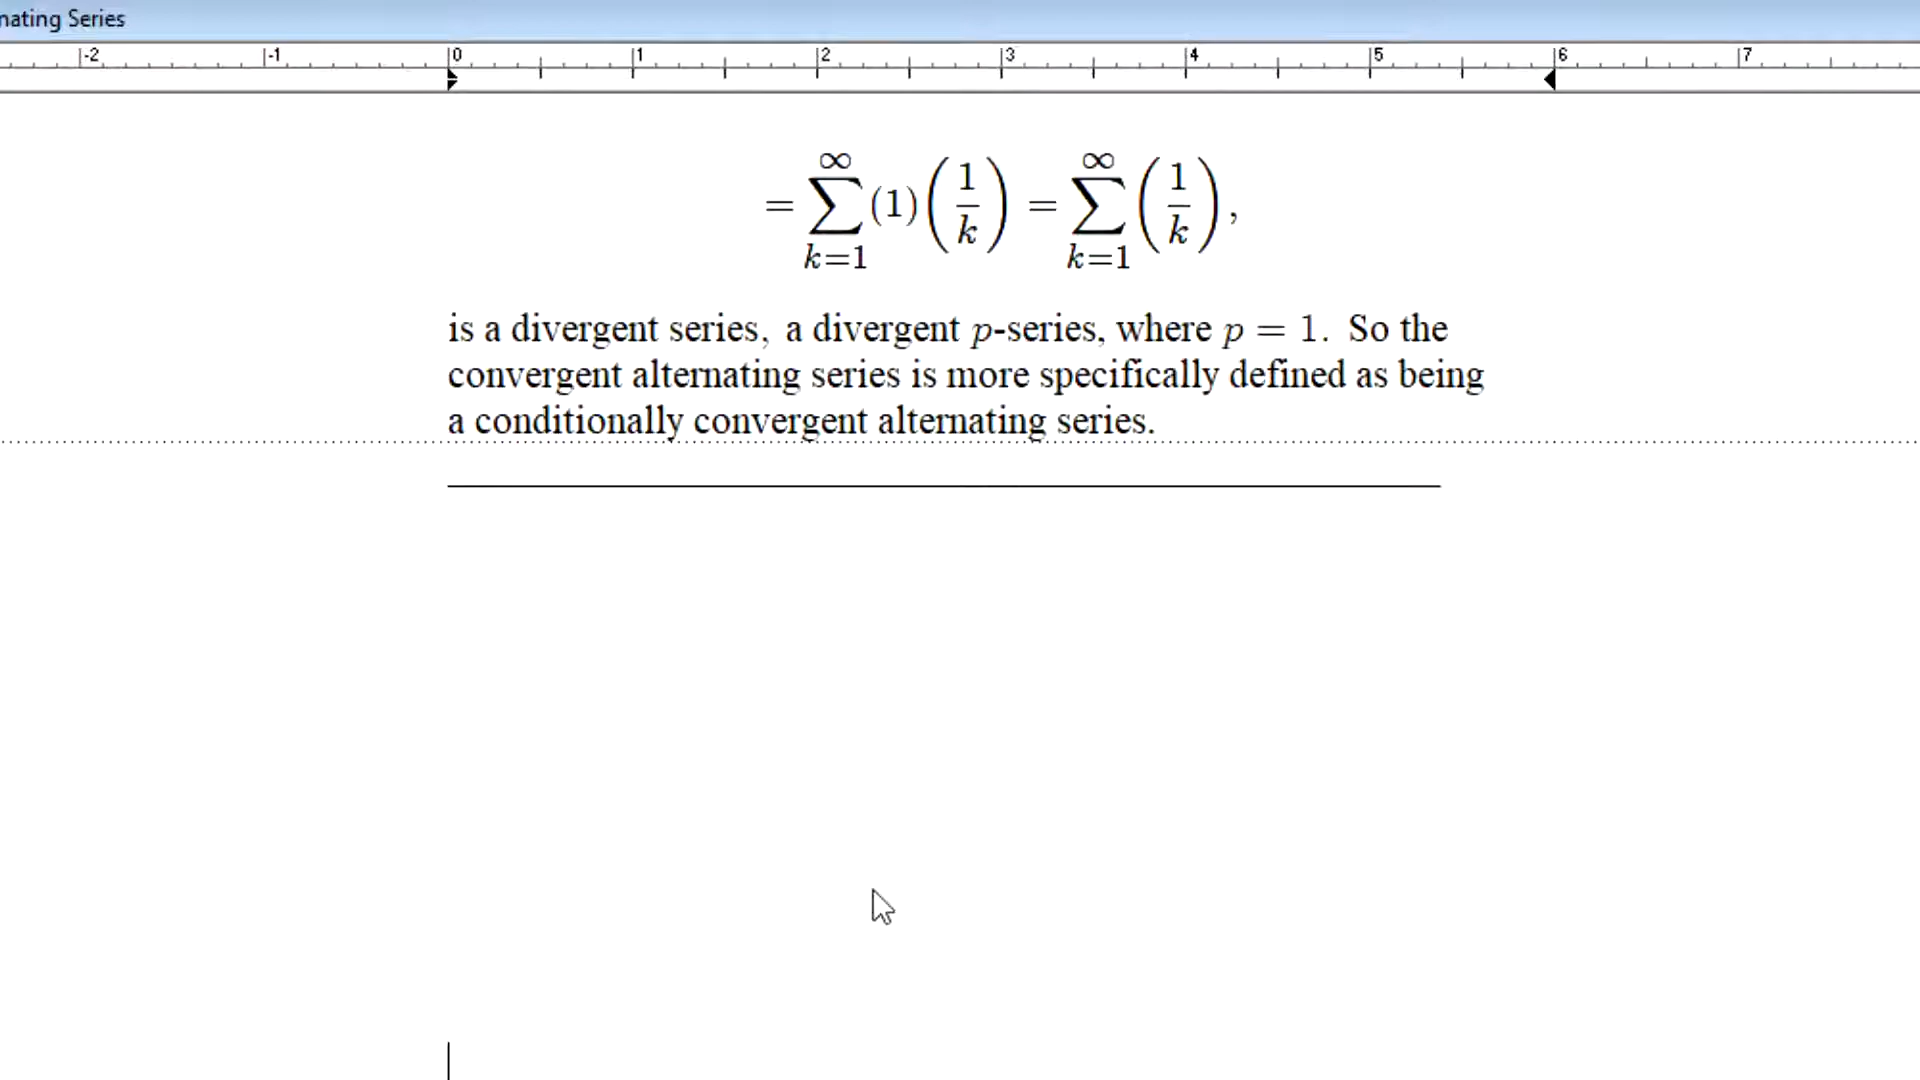 nating Series
-2 -1 0 1 2 3 4 5 6 7
= ∞∑k=1 (1)(1/k) = ∞∑k=1 (1/k),
is a divergent series, a divergent p-series, where p = 1. So the
convergent alternating series is more specifically defined as being
a conditionally convergent alternating series.